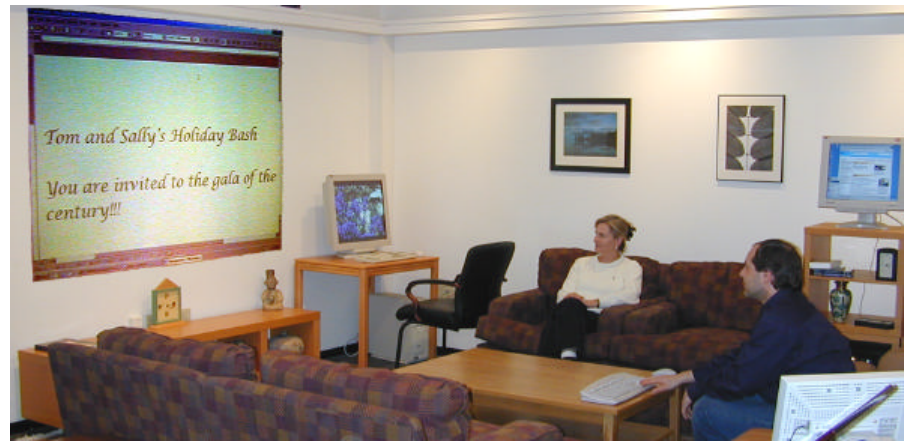 Tom and Sally's Holiday Bash
You are invited to the gala of the
century!!!